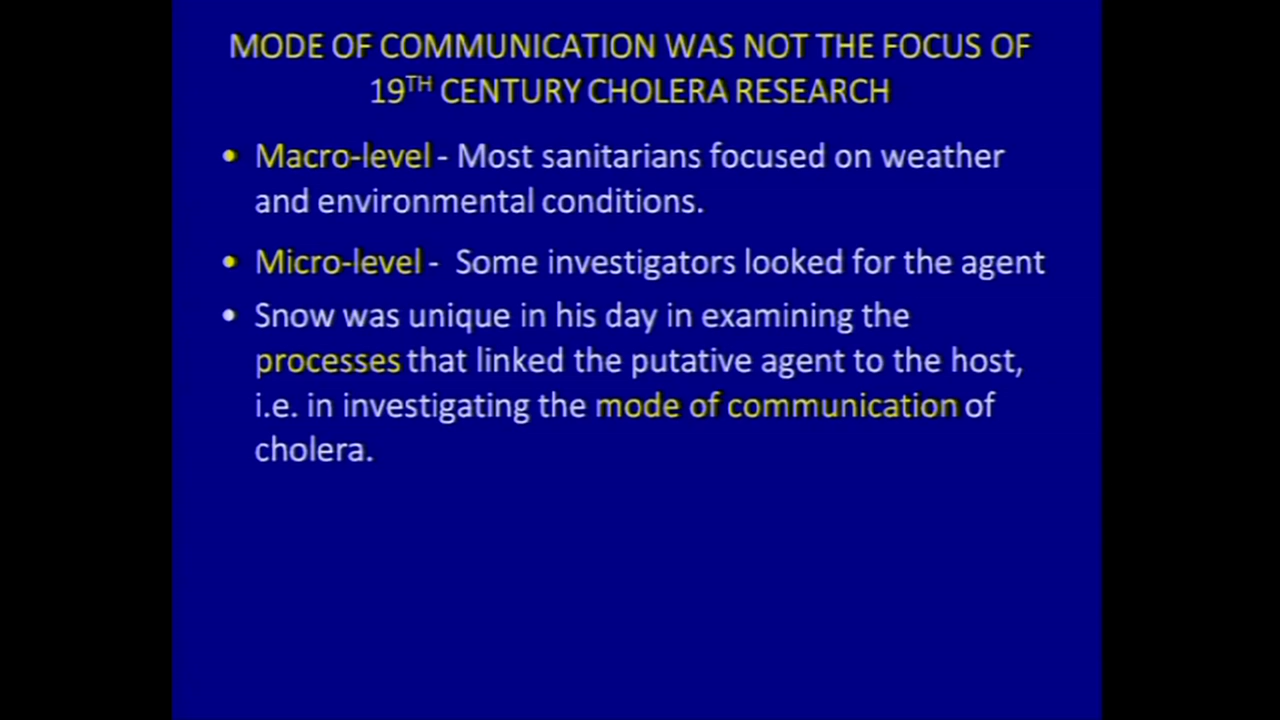 MODE OF COMMUNICATION WAS NOT THE FOCUS OF
19TH CENTURY CHOLERA RESEARCH
• Macro-level - Most sanitarians focused on weather
and environmental conditions.
• Micro-level - Some investigators looked for the agent
• Snow was unique in his day in examining the
processes that linked the putative agent to the host,
i.e. in investigating the mode of communication of
cholera.